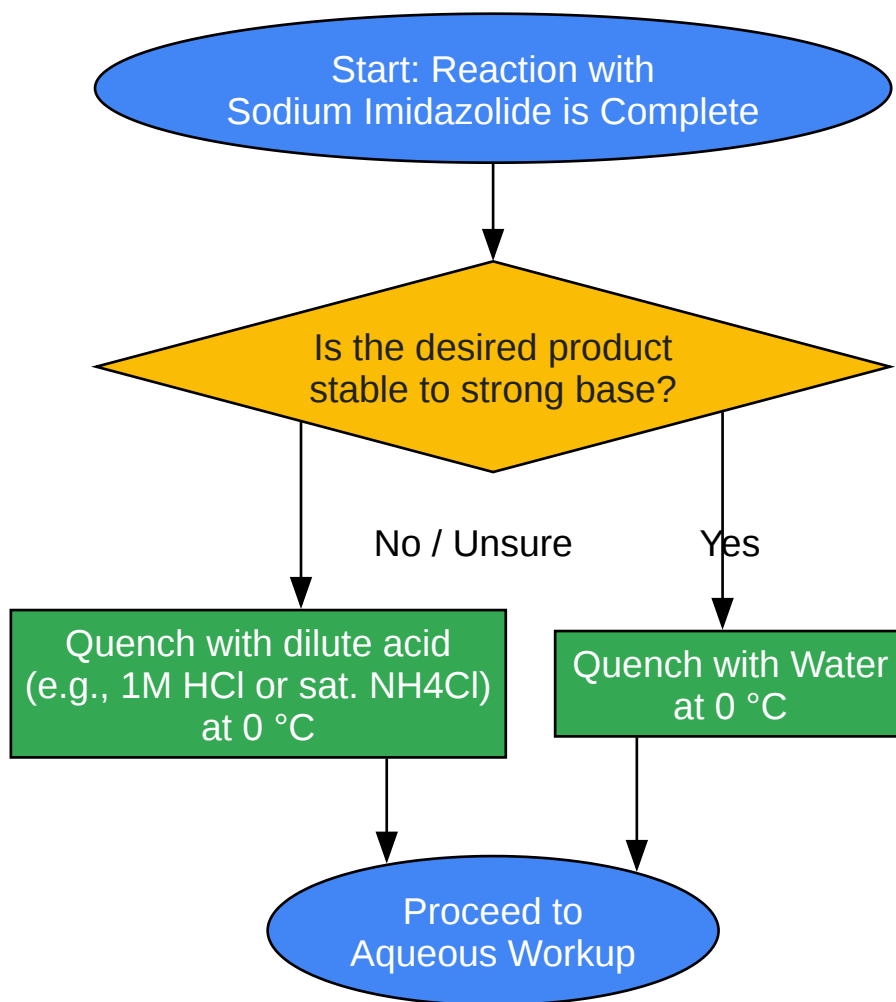 Start: Reaction with
Sodium Imidazolide is Complete
Is the desired product
stable to strong base?
No / Unsure
Yes
Quench with dilute acid
(e.g., 1M HCl or sat. NH4Cl)
at 0 °C
Quench with Water
at 0 °C
Proceed to
Aqueous Workup